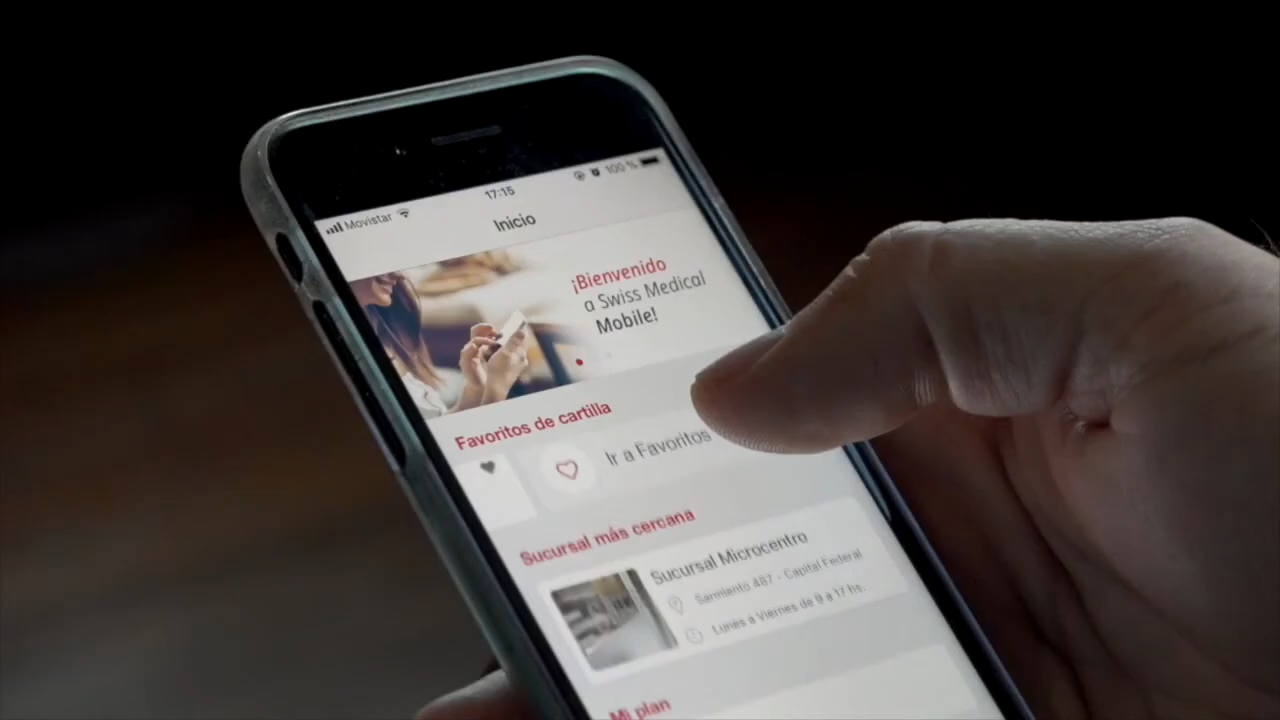 Movistar
17:15
100 %
Inicio
¡Bienvenido
a Swiss Medical
Mobile!
Favoritos de cartilla
Ir a Favoritos
Sucursal más cercana
Sucursal Microcentro
Sarmiento 487 - Capital Federal
Lunes a Viernes de 9 a 17 hs.
Mi plan